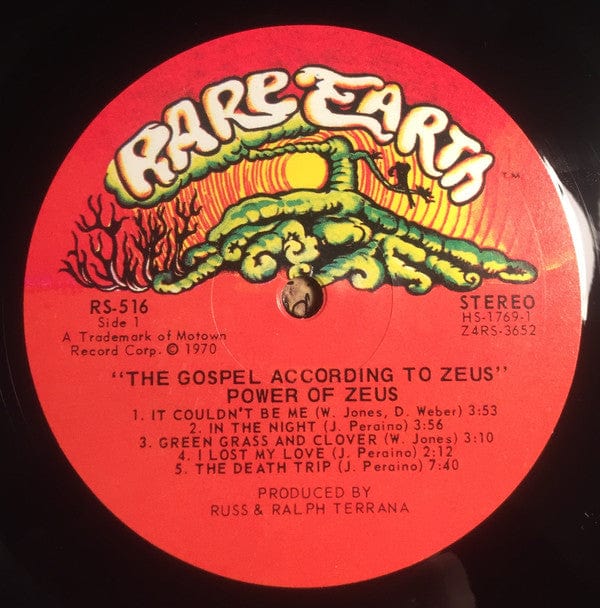 RARE EARTH
T.M.
RS-516
Side 1
A Trademark of Motown
Record Corp. © 1970
STEREO
HS-1769-1
Z4RS-3652
"THE GOSPEL ACCORDING TO ZEUS"
POWER OF ZEUS
1. IT COULDN'T BE ME (W. Jones, D. Weber) 3:53
2. IN THE NIGHT (J. Peraino) 3:56
3. GREEN GRASS AND CLOVER (W. Jones) 3:10
4. I LOST MY LOVE (J. Peraino) 2:12
5. THE DEATH TRIP (J. Peraino) 7:40
PRODUCED BY
RUSS & RALPH TERRANA